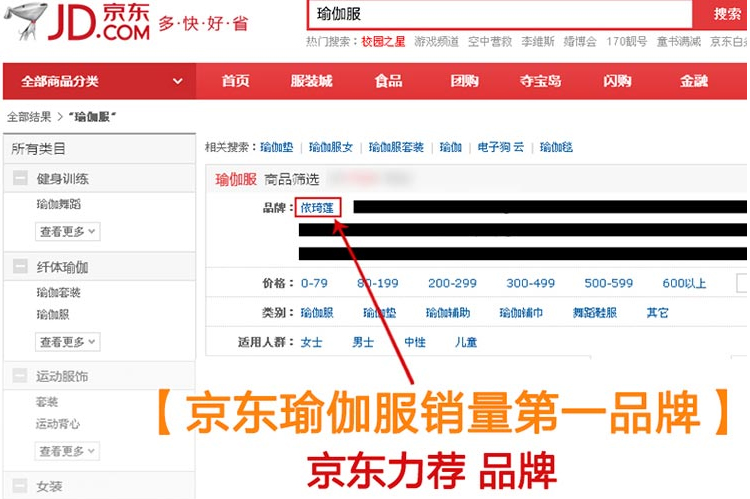 JD.COM 京东
多·快·好·省
瑜伽服
搜索
热门搜索： 校园之星 游戏频道 空中营救 李维斯 婚博会 170靓号 童书满减 京东白
全部商品分类 首页 服装城 食品 团购 夺宝岛 闪购 金融
全部结果 > "瑜伽服"
所有类目
健身训练
瑜伽舞蹈
查看更多
纤体瑜伽
瑜伽套装
瑜伽服
查看更多
运动服饰
套装
运动背心
查看更多
女装
相关搜索： 瑜伽垫 | 瑜伽服女 | 瑜伽服套装 | 瑜伽 | 电子狗 云 | 瑜伽毯
瑜伽服 商品筛选
品牌： 依琦莲
价格： 0-79 80-199 200-299 300-499 500-599 600以上
类别： 瑜伽服 瑜伽垫 瑜伽辅助 瑜伽铺巾 舞蹈鞋服 其它
适用人群： 女士 男士 中性 儿童
【京东瑜伽服销量第一品牌】
京东力荐 品牌